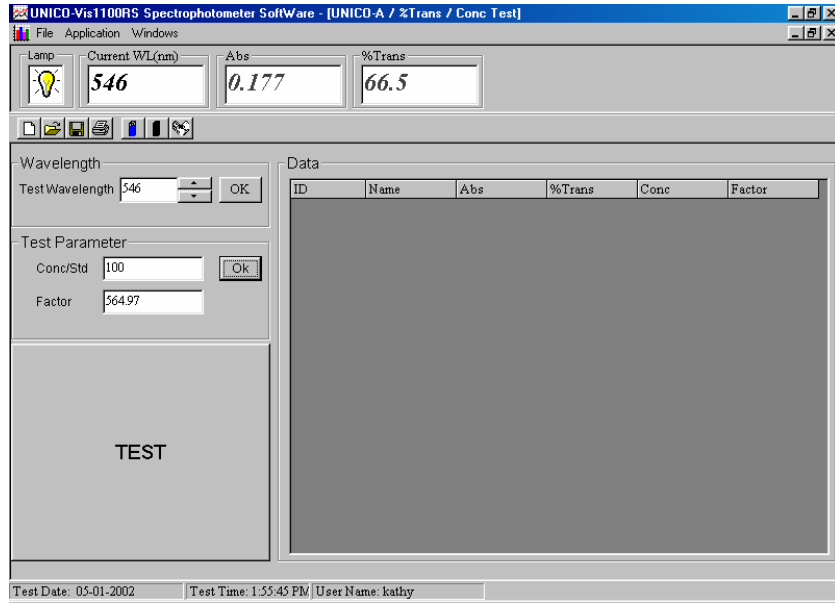 UNICO-Vis1100RS Spectrophotometer SoftWare - [UNICO-A / %Trans / Conc Test]
File Application Windows
Lamp Current WL(nm) Abs %Trans
546 0.177 66.5
Wavelength
Test Wavelength 546 OK
Test Parameter
Conc/Std 100 Ok
Factor 564.97
TEST
Data
ID Name Abs %Trans Conc Factor
Test Date: 05-01-2002 Test Time: 1:55:45 PM User Name: kathy